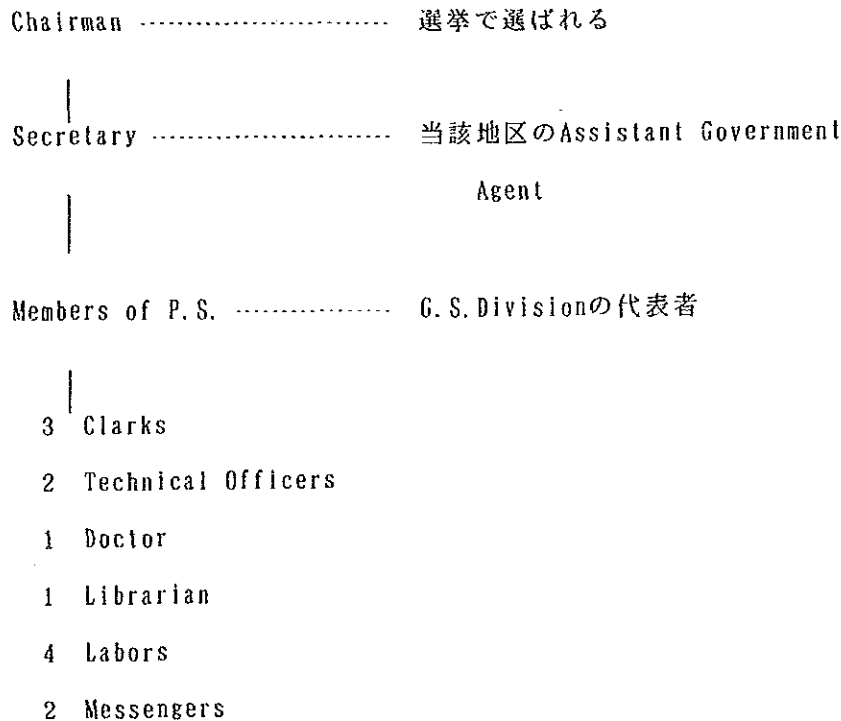 Chairman ........................... 選挙で選ばれる
Secretary .......................... 当該地区のAssistant Government
Agent
Members of P.S. ................. G.S.Divisionの代表者
3 Clarks
2 Technical Officers
1 Doctor
1 Librarian
4 Labors
2 Messengers